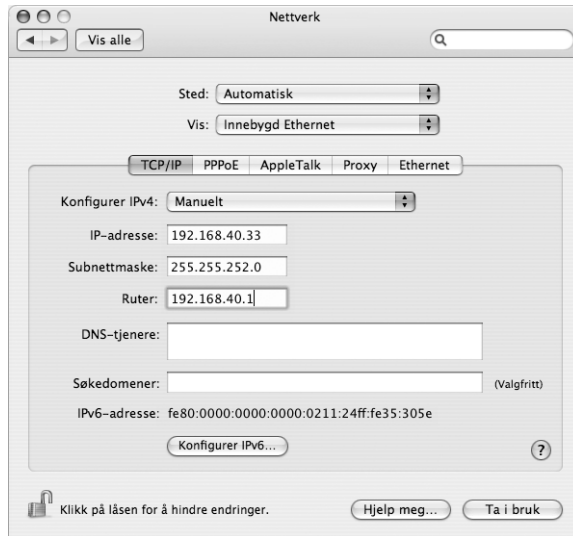 Nettverk
Vis alle
Sted: Automatisk
Vis: Innebygd Ethernet
TCP/IP PPPoE AppleTalk Proxy Ethernet
Konfigurer IPv4: Manuelt
IP-adresse: 192.168.40.33
Subnettmaske: 255.255.252.0
Ruter: 192.168.40.1
DNS-tjenere:
Søkedomener: (Valgfritt)
IPv6-adresse: fe80:0000:0000:0000:0211:24ff:fe35:305e
Konfigurer IPv6... ?
Klikk på låsen for å hindre endringer. Hjelp meg... Ta i bruk